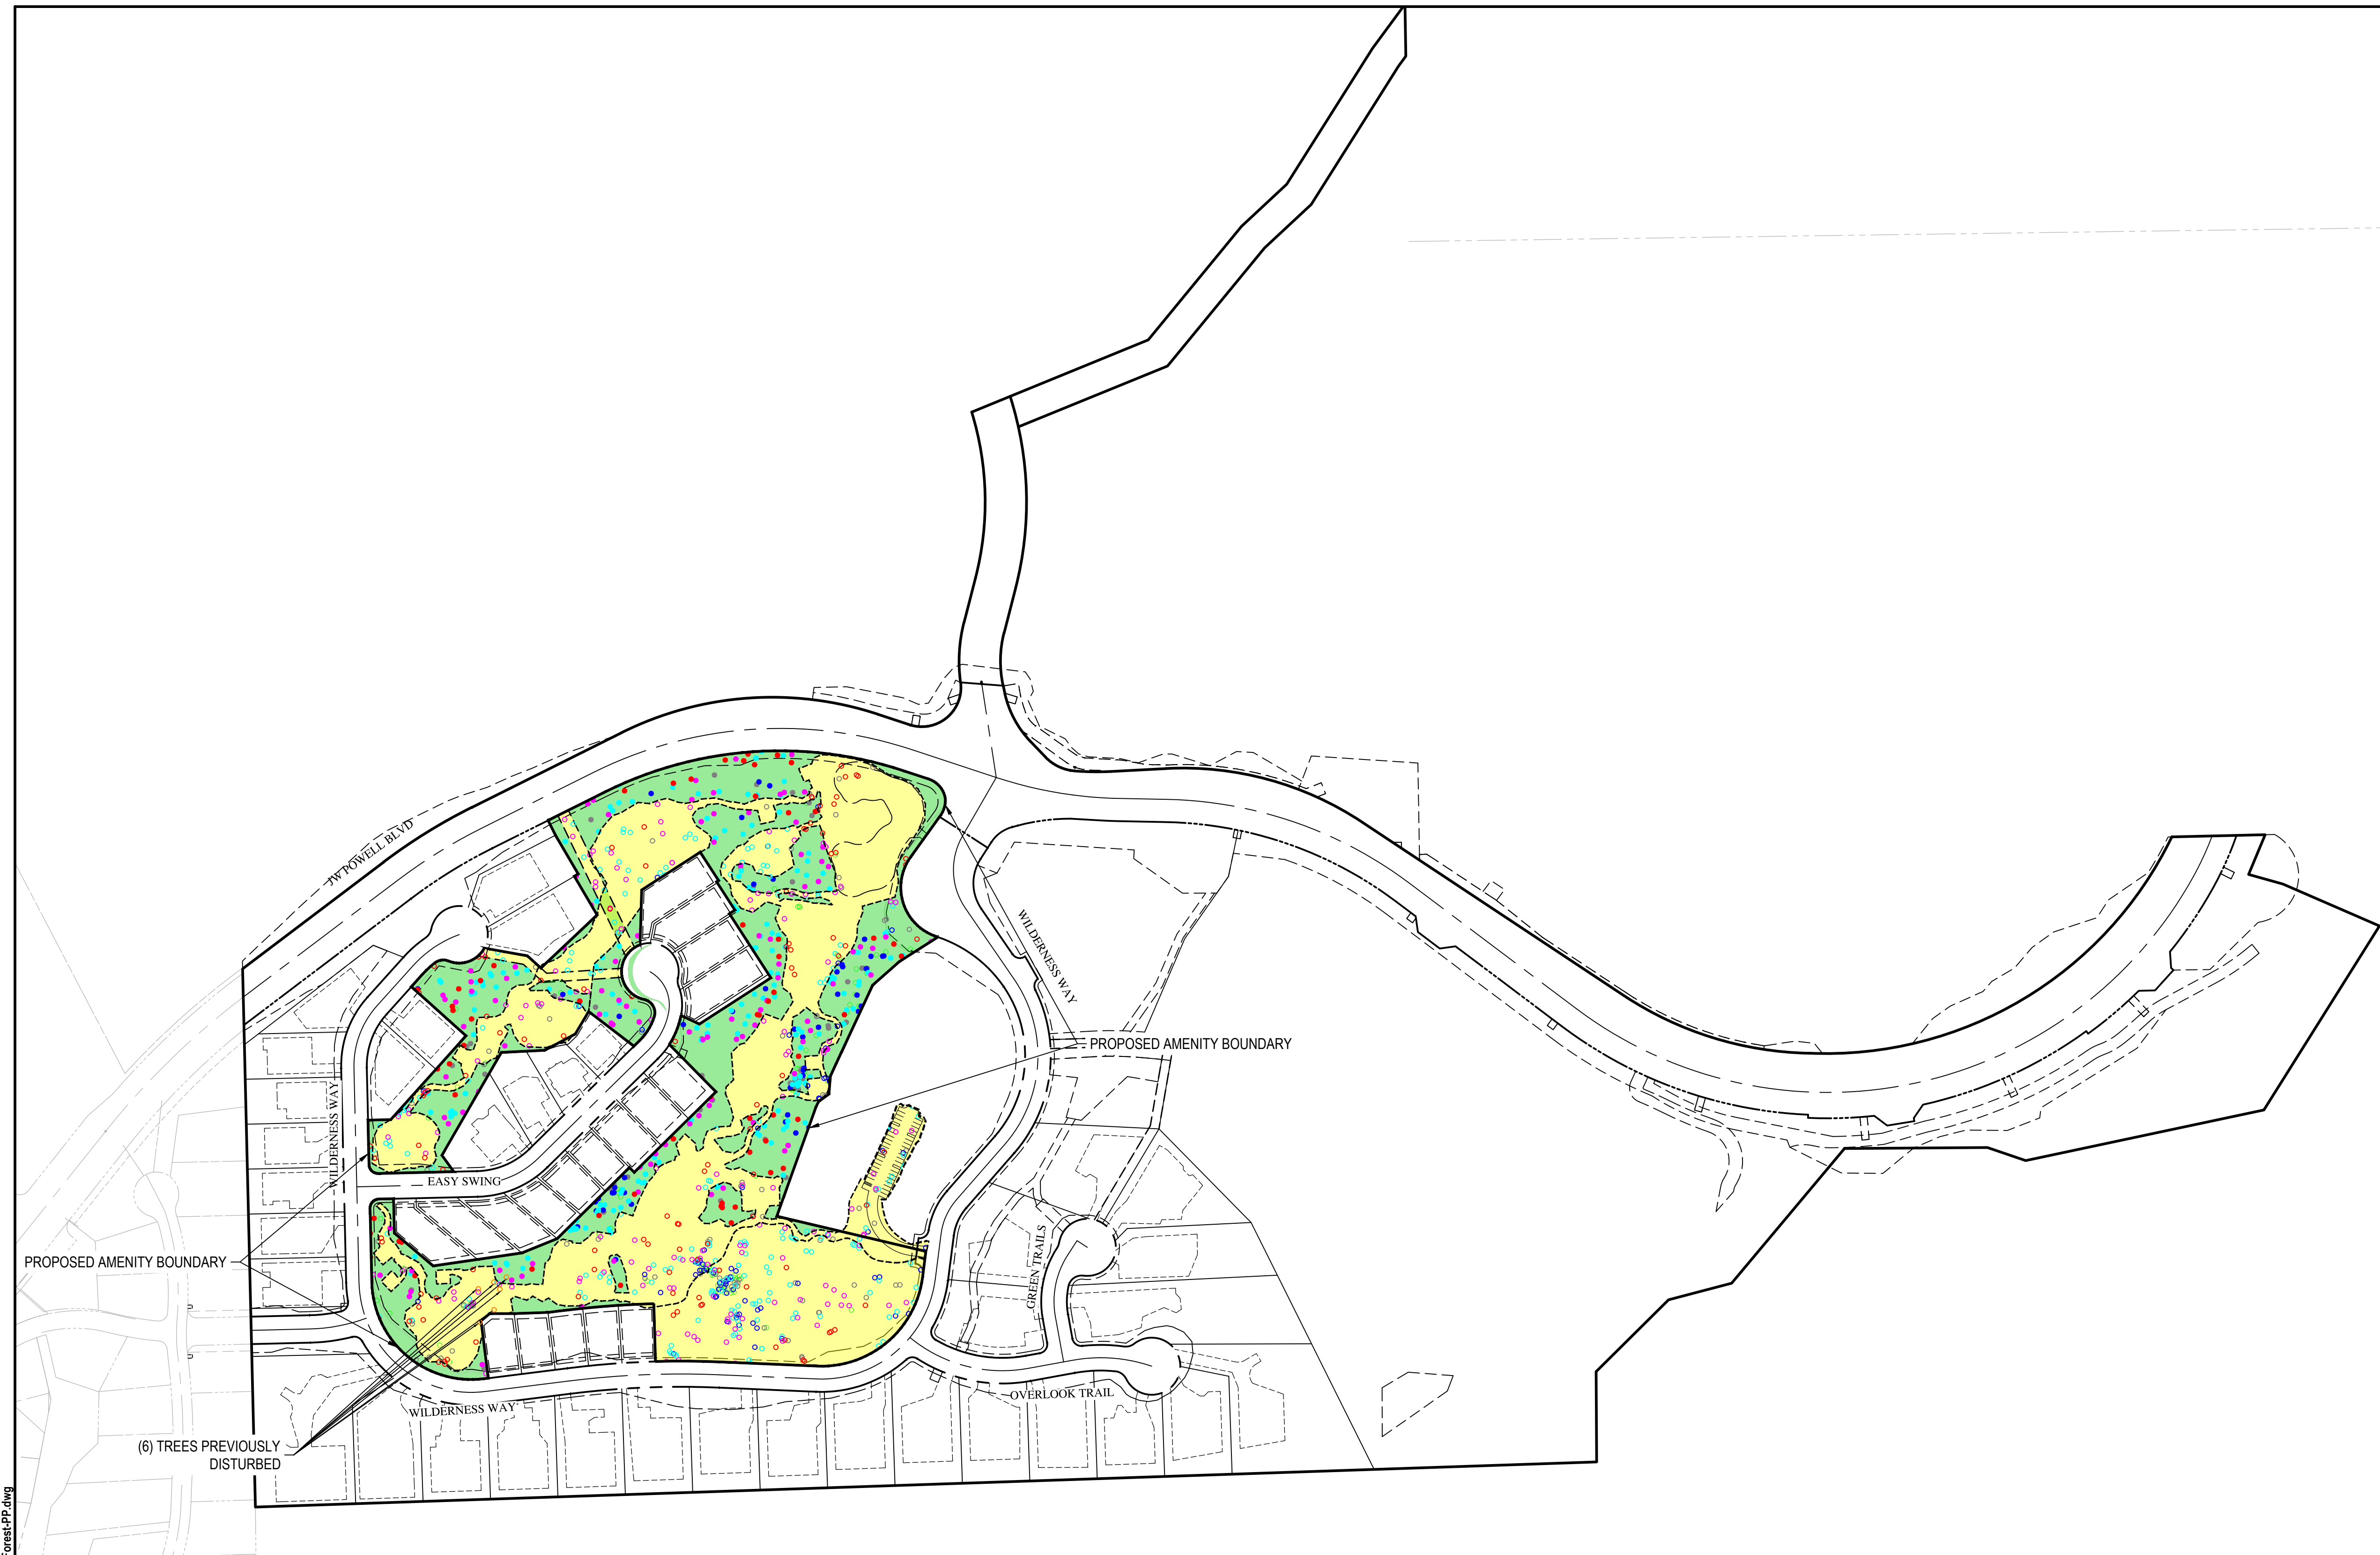 JW POWELL BLVD
WILDERNESS WAY
PROPOSED AMENITY BOUNDARY
WILDERNESS WAY
EASY SWING
PROPOSED AMENITY BOUNDARY
GREEN TRAILS
OVERLOOK TRAIL
WILDERNESS WAY
(6) TREES PREVIOUSLY
DISTURBED
Forest-PP.dwg